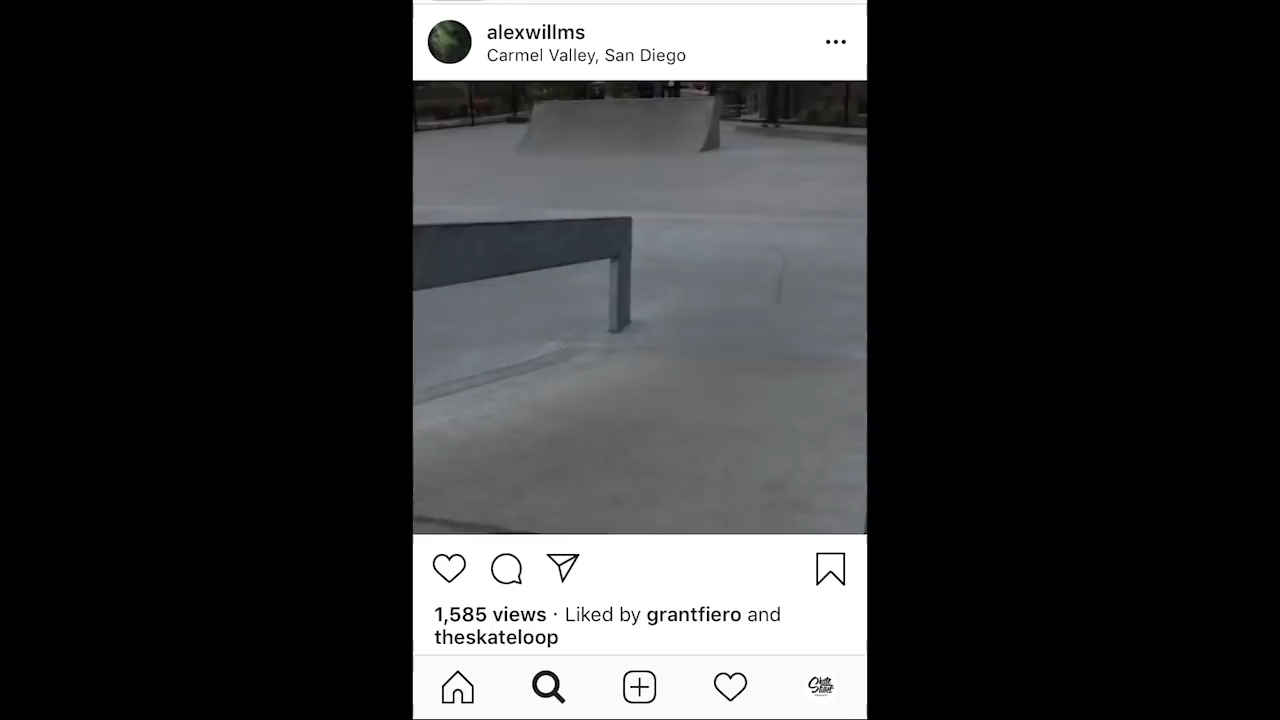 alexwillms
Carmel Valley, San Diego
1,585 views · Liked by grantfiero and
theskateloop